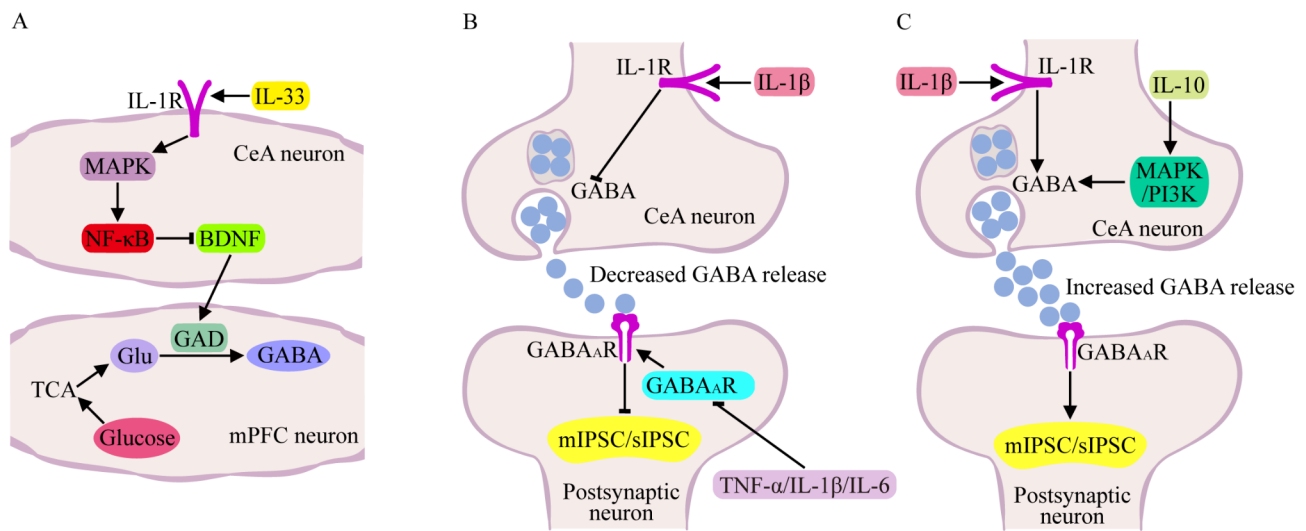 A
IL-1R
IL-33
CeA neuron
MAPK
NF-κB
BDNF
GAD
Glu
GABA
TCA
Glucose
mPFC neuron
B
IL-1R
IL-1β
GABA
CeA neuron
Decreased GABA release
GABAAR
GABAAR
mIPSC/sIPSC
TNF-α/IL-1β/IL-6
Postsynaptic
neuron
C
IL-1β
IL-1R
IL-10
GABA
MAPK
/PI3K
CeA neuron
Increased GABA release
GABAAR
mIPSC/sIPSC
Postsynaptic
neuron